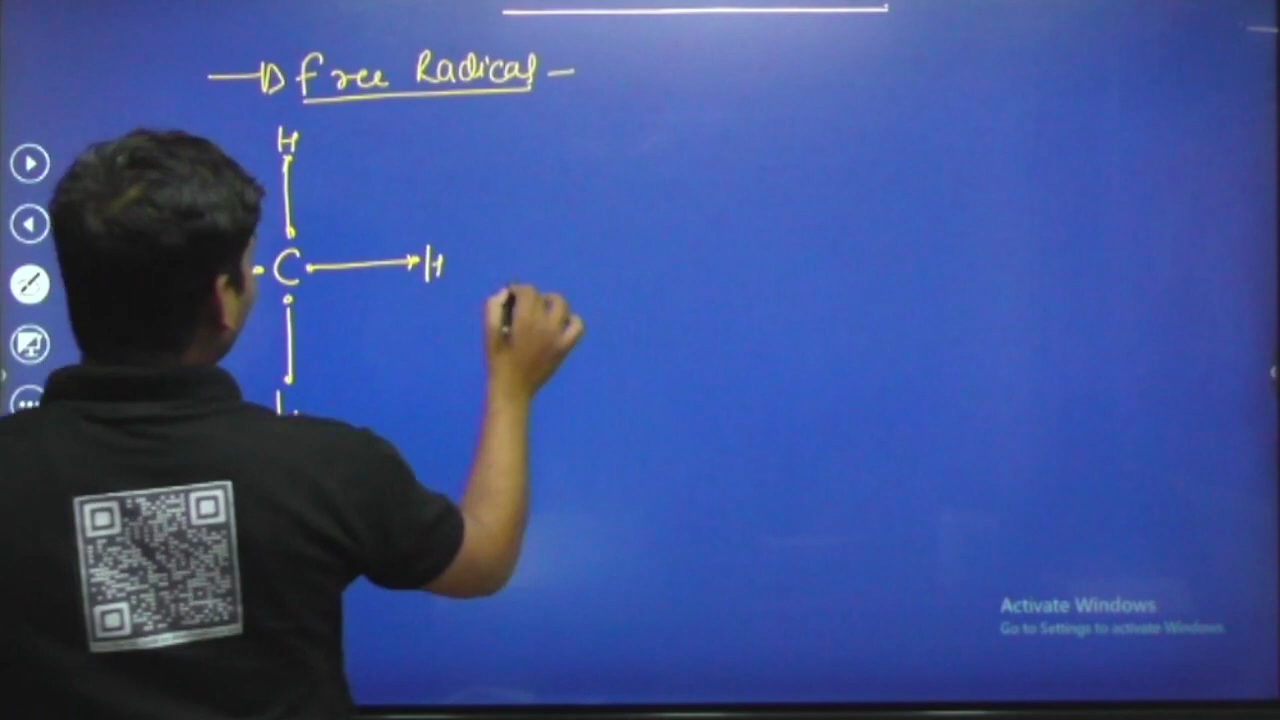 Free Radical -
H
C H
Activate Windows
Go to Settings to activate Windows.